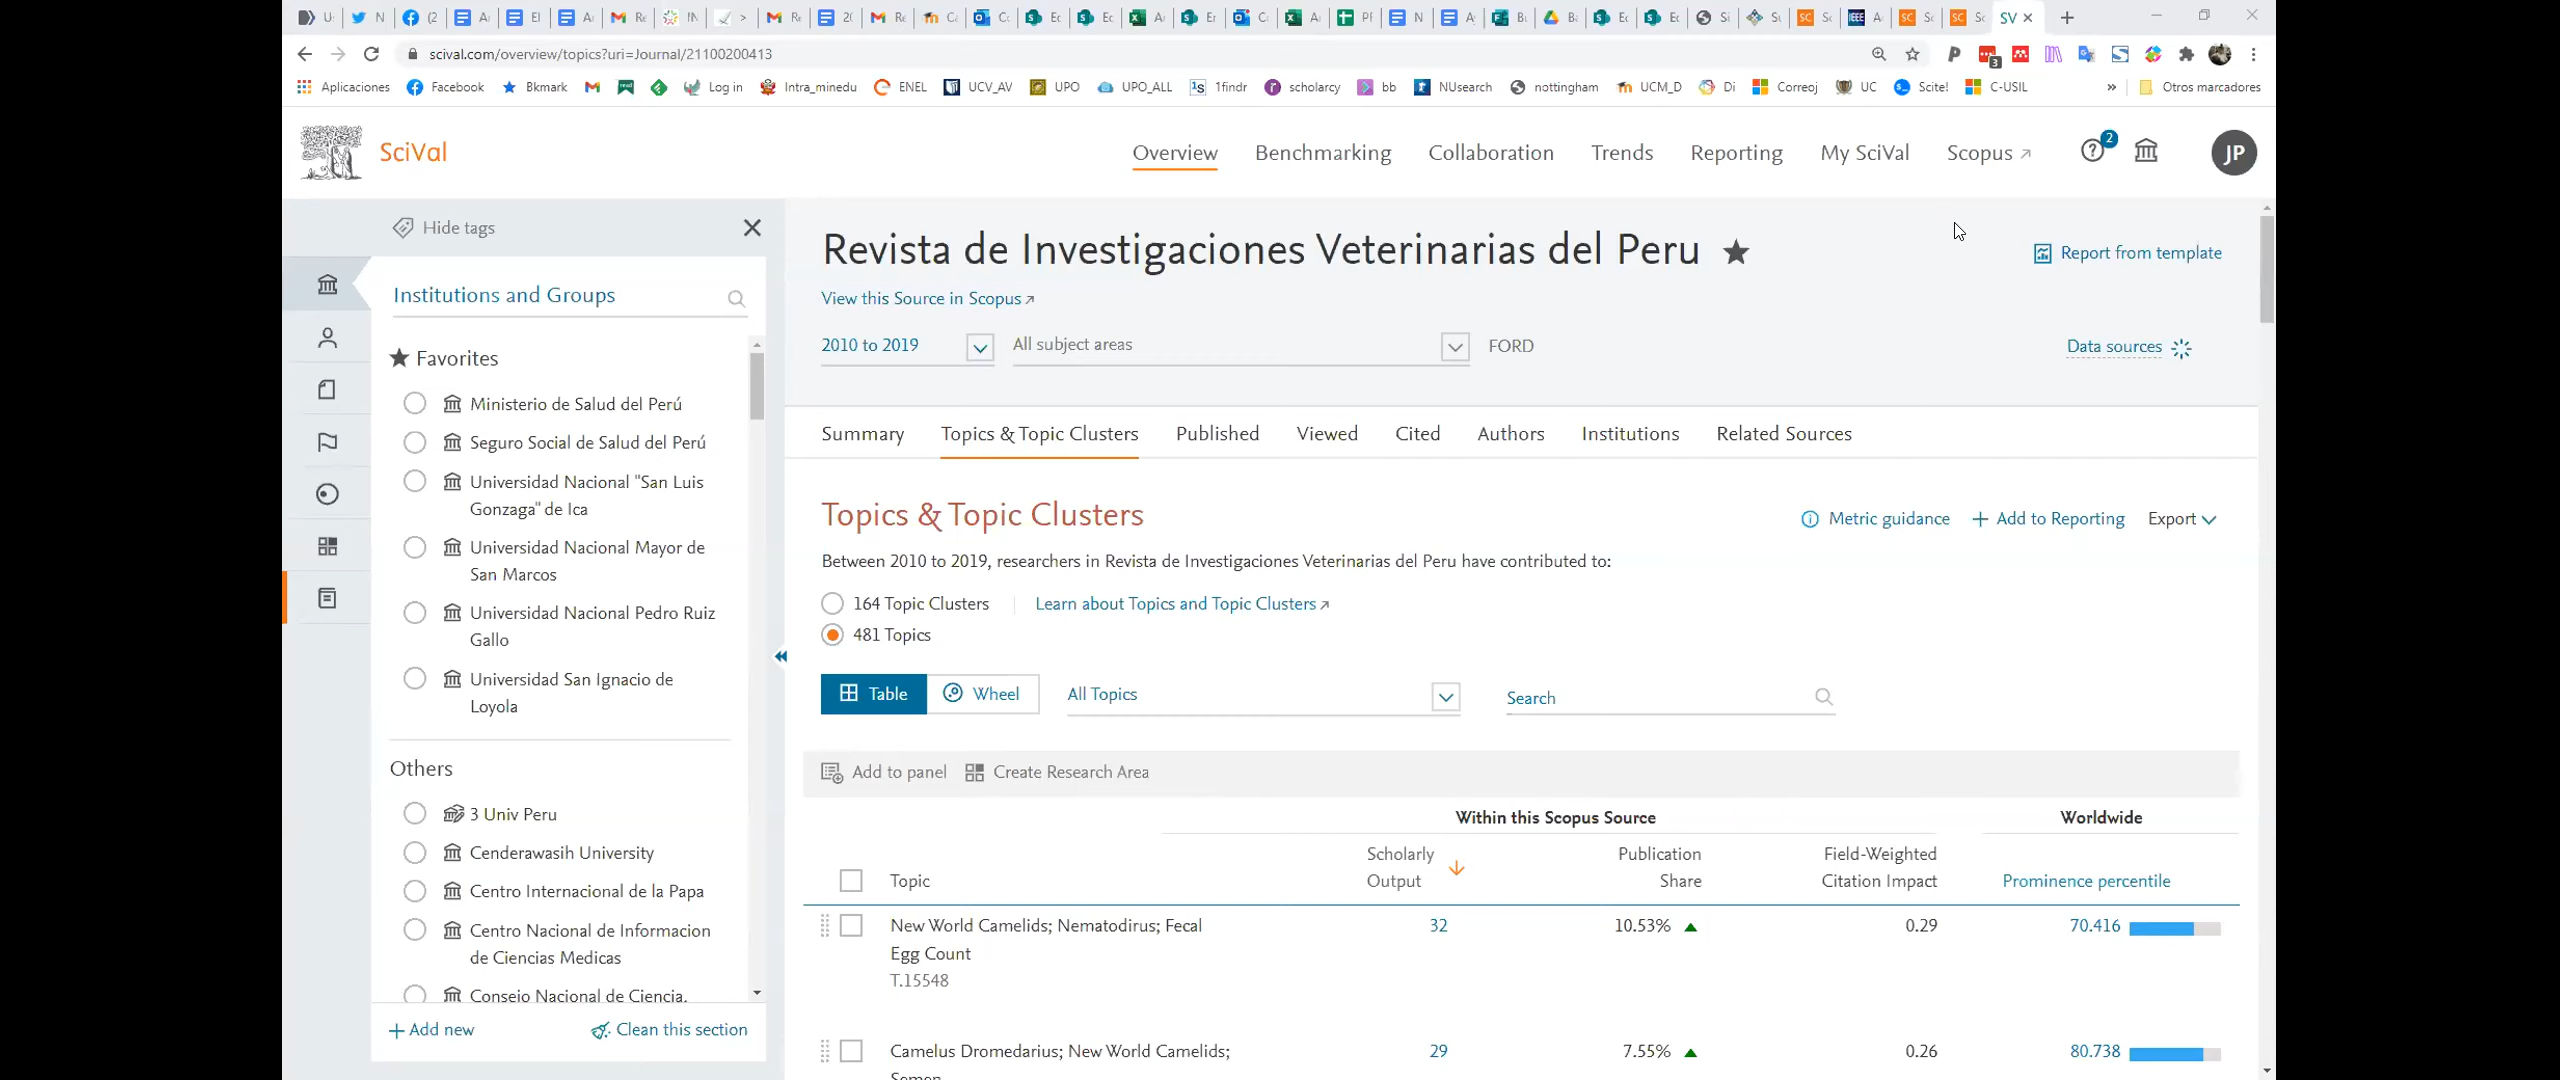 scival.com/overview/topics?uri=Journal/21100200413
Aplicaciones Facebook Bkmark Log in Intra_minedu ENEL UCV_AV UPO UPO_ALL 1findr scholarcy bb NUsearch nottingham UCM_D Di Correoj UC Scite! C-USIL » Otros marcadores
SciVal
Overview Benchmarking Collaboration Trends Reporting My SciVal Scopus 2 JP
Hide tags
Institutions and Groups
Favorites
Ministerio de Salud del Perú
Seguro Social de Salud del Perú
Universidad Nacional "San Luis
Gonzaga" de Ica
Universidad Nacional Mayor de
San Marcos
Universidad Nacional Pedro Ruiz
Gallo
Universidad San Ignacio de
Loyola
Others
3 Univ Peru
Cenderawasih University
Centro Internacional de la Papa
Centro Nacional de Informacion
de Ciencias Medicas
Consejo Nacional de Ciencia,
Add new Clean this section
Revista de Investigaciones Veterinarias del Peru
Report from template
View this Source in Scopus
2010 to 2019 All subject areas FORD Data sources
Summary Topics & Topic Clusters Published Viewed Cited Authors Institutions Related Sources
Topics & Topic Clusters
Metric guidance + Add to Reporting Export
Between 2010 to 2019, researchers in Revista de Investigaciones Veterinarias del Peru have contributed to:
164 Topic Clusters Learn about Topics and Topic Clusters
481 Topics
Table Wheel All Topics Search
Add to panel Create Research Area
Within this Scopus Source Worldwide
Scholarly Publication Field-Weighted
Topic Output Share Citation Impact Prominence percentile
New World Camelids; Nematodirus; Fecal 32 10.53% 0.29 70.416
Egg Count
T.15548
Camelus Dromedarius; New World Camelids; 29 7.55% 0.26 80.738
Semen